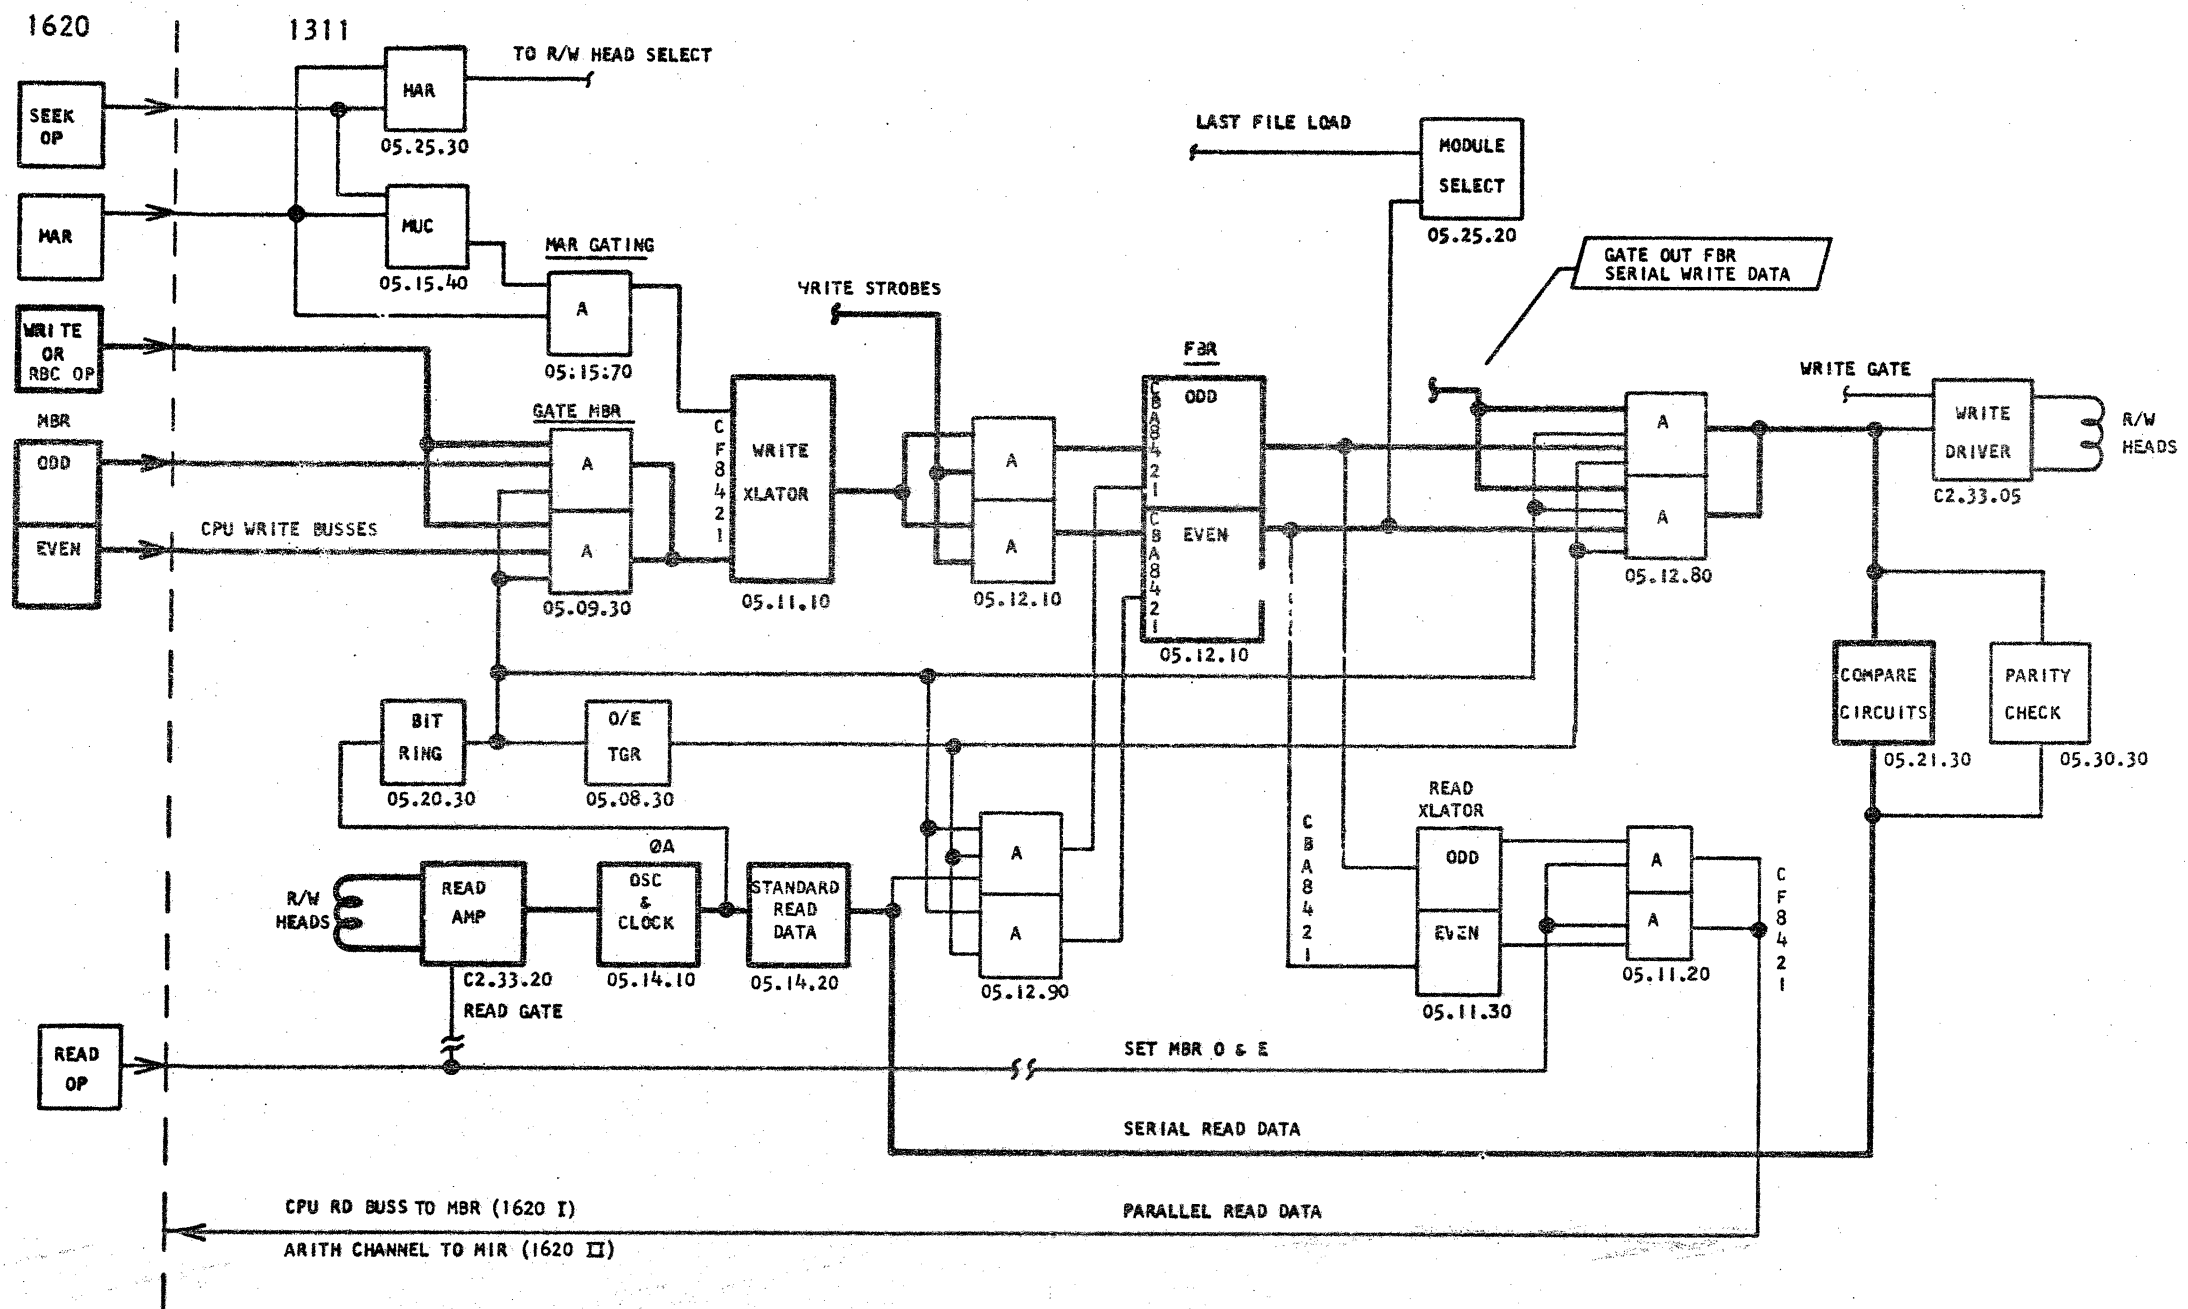 1620
1311
SEEK
OP
MAR
WRITE
OR
RBC OP
MBR
ODD
EVEN
READ
OP
MAR
05.25.30
TO R/W HEAD SELECT
MUC
05.15.40
MAR GATING
A
05:15:70
GATE MBR
A
A
05.09.30
CPU WRITE BUSSES
C
F
8
4
2
1
WRITE
XLATOR
05.11.10
WRITE STROBES
A
A
05.12.10
FBR
C
B
A
8
4
2
1
ODD
C
B
A
8
4
2
1
EVEN
05.12.10
LAST FILE LOAD
MODULE
SELECT
05.25.20
GATE OUT FBR
SERIAL WRITE DATA
A
A
05.12.80
WRITE GATE
WRITE
DRIVER
C2.33.05
R/W
HEADS
COMPARE
CIRCUITS
05.21.30
PARITY
CHECK
05.30.30
BIT
RING
05.20.30
O/E
TGR
05.08.30
R/W
HEADS
READ
AMP
C2.33.20
READ GATE
ØA
OSC
&
CLOCK
05.14.10
STANDARD
READ
DATA
05.14.20
A
A
05.12.90
C
B
A
8
4
2
1
READ
XLATOR
ODD
EVEN
05.11.30
A
A
05.11.20
C
F
8
4
2
1
SET MBR O & E
SERIAL READ DATA
CPU RD BUSS TO MBR (1620 I)
PARALLEL READ DATA
ARITH CHANNEL TO MIR (1620 II)